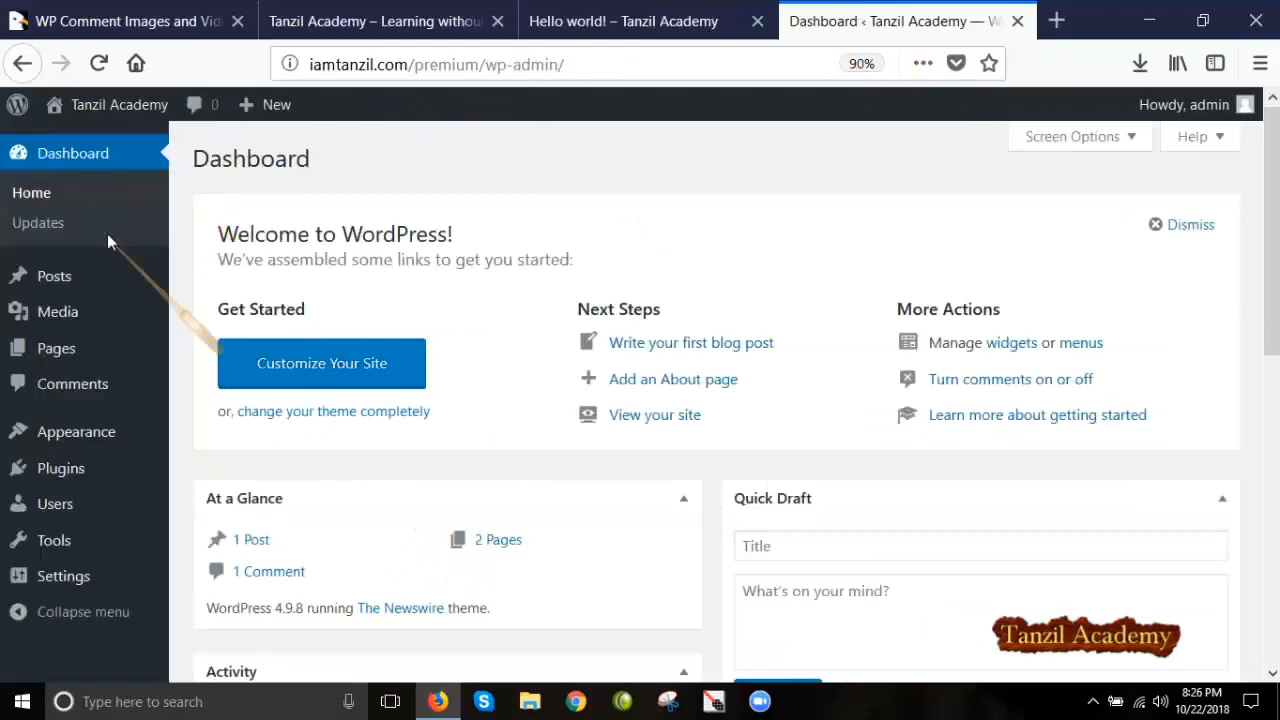 WP Comment Images and Vide
Tanzil Academy – Learning withou
Hello world! – Tanzil Academy
Dashboard ‹ Tanzil Academy — W
iamtanzil.com/premium/wp-admin/
90%
Tanzil Academy
0
New
Howdy, admin
Dashboard
Home
Updates
Posts
Media
Pages
Comments
Appearance
Plugins
Users
Tools
Settings
Collapse menu
Dashboard
Screen Options
Help
Welcome to WordPress!
We've assembled some links to get you started:
Dismiss
Get Started
Customize Your Site
or, change your theme completely
Next Steps
Write your first blog post
Add an About page
View your site
More Actions
Manage widgets or menus
Turn comments on or off
Learn more about getting started
At a Glance
1 Post
2 Pages
1 Comment
WordPress 4.9.8 running The Newswire theme.
Activity
Quick Draft
Title
What's on your mind?
Tanzil Academy
Type here to search
8:26 PM
10/22/2018